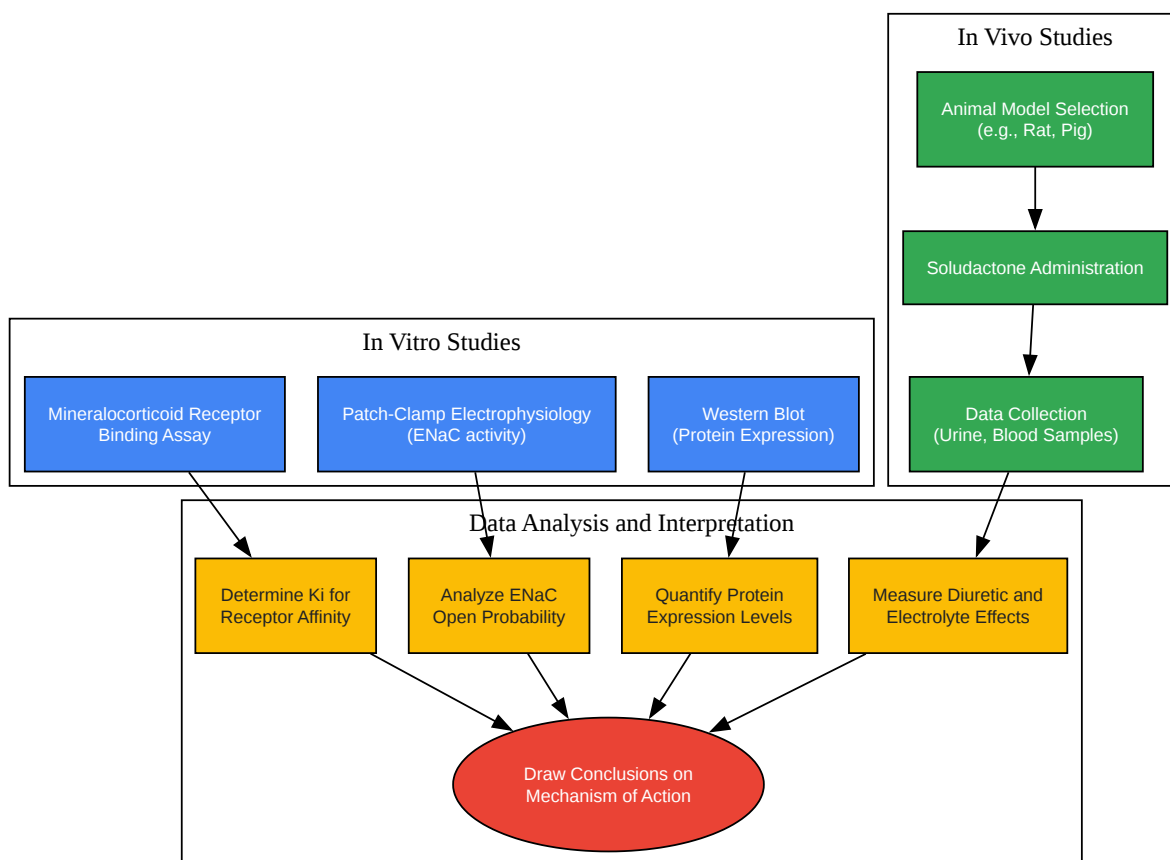 In Vivo Studies
Animal Model Selection
(e.g., Rat, Pig)
Soludactone Administration
Data Collection
(Urine, Blood Samples)
In Vitro Studies
Mineralocorticoid Receptor
Binding Assay
Patch-Clamp Electrophysiology
(ENaC activity)
Western Blot
(Protein Expression)
Data Analysis and Interpretation
Determine Ki for
Receptor Affinity
Analyze ENaC
Open Probability
Quantify Protein
Expression Levels
Measure Diuretic and
Electrolyte Effects
Draw Conclusions on
Mechanism of Action